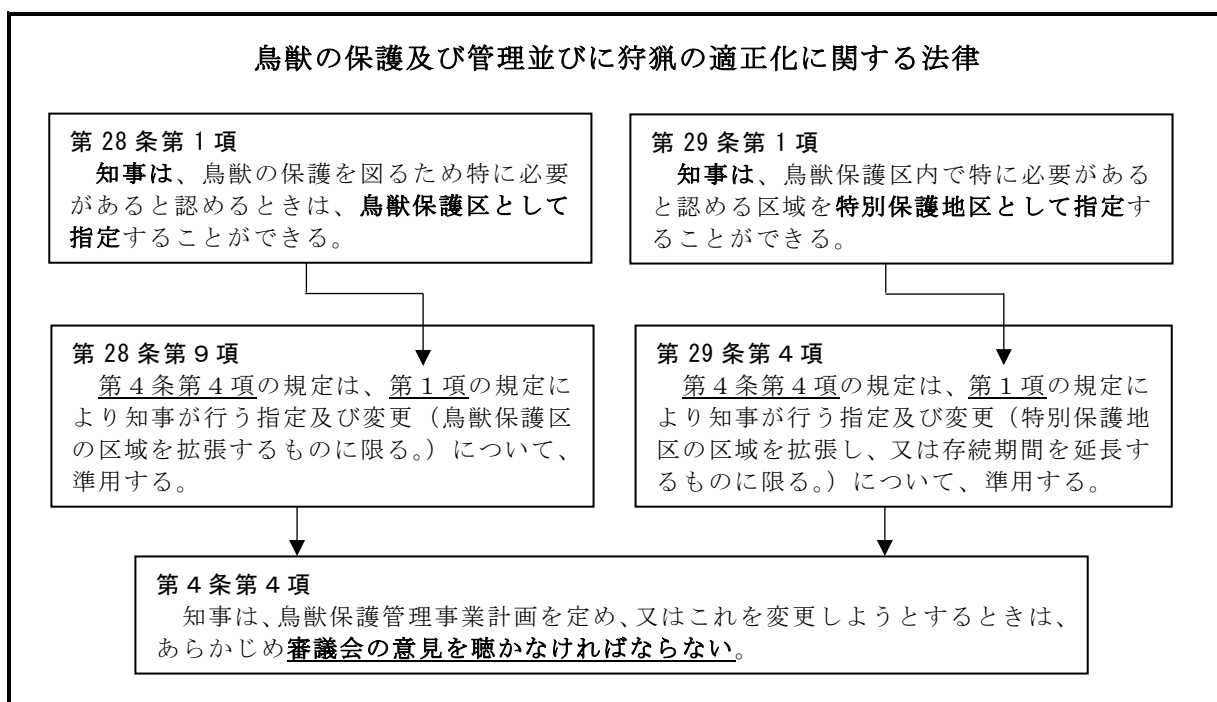 鳥獣の保護及び管理並びに狩猟の適正化に関する法律
第 28 条第 1 項
知事は、鳥獣の保護を図るため特に必要
があると認めるときは、鳥獣保護区として
指定することができる。
第 29 条第 1 項
知事は、鳥獣保護区内で特に必要がある
と認める区域を特別保護地区として指定す
ることができる。
第 28 条第９項
第４条第４項の規定は、第１項の規定に
より知事が行う指定及び変更（鳥獣保護区
の区域を拡張するものに限る。）について、
準用する。
第 29 条第４項
第４条第４項の規定は、第１項の規定に
より知事が行う指定及び変更（特別保護地
区の区域を拡張し、又は存続期間を延長す
るものに限る。）について、準用する。
第４条第４項
知事は、鳥獣保護管理事業計画を定め、又はこれを変更しようとするときは、
あらかじめ審議会の意見を聴かなければならない。